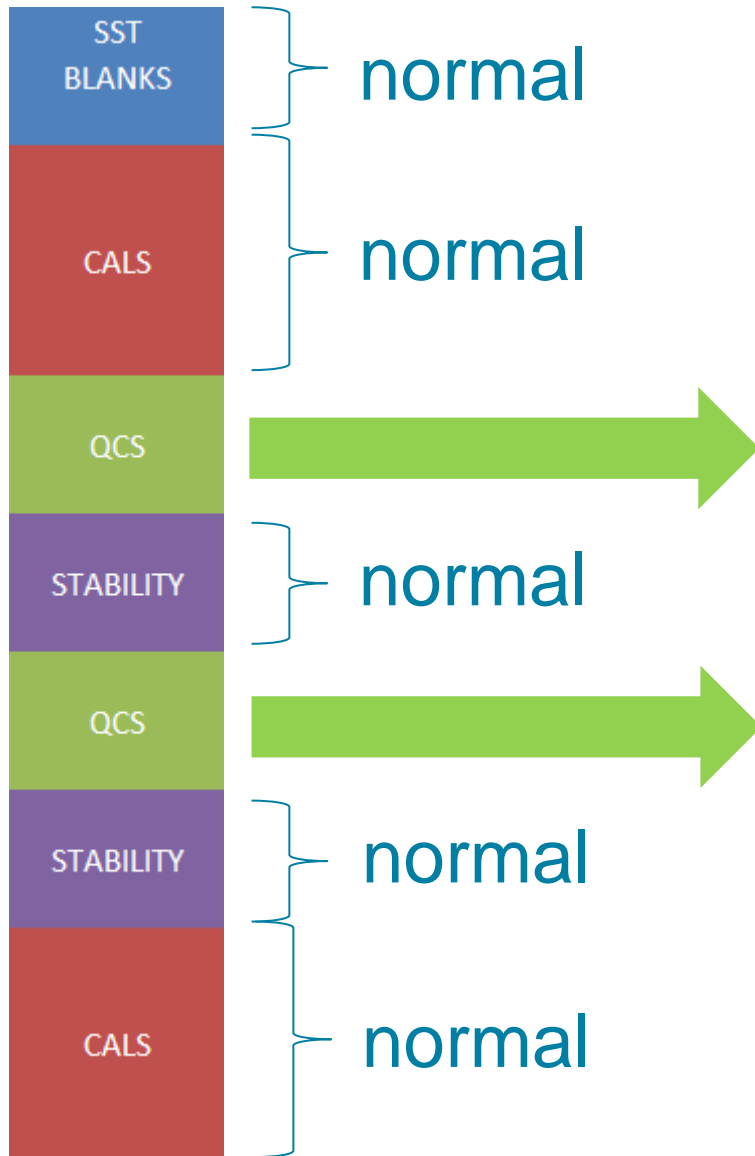 SST
BLANKS
normal
CALS
normal
QCS
STABILITY
normal
QCS
STABILITY
normal
CALS
normal